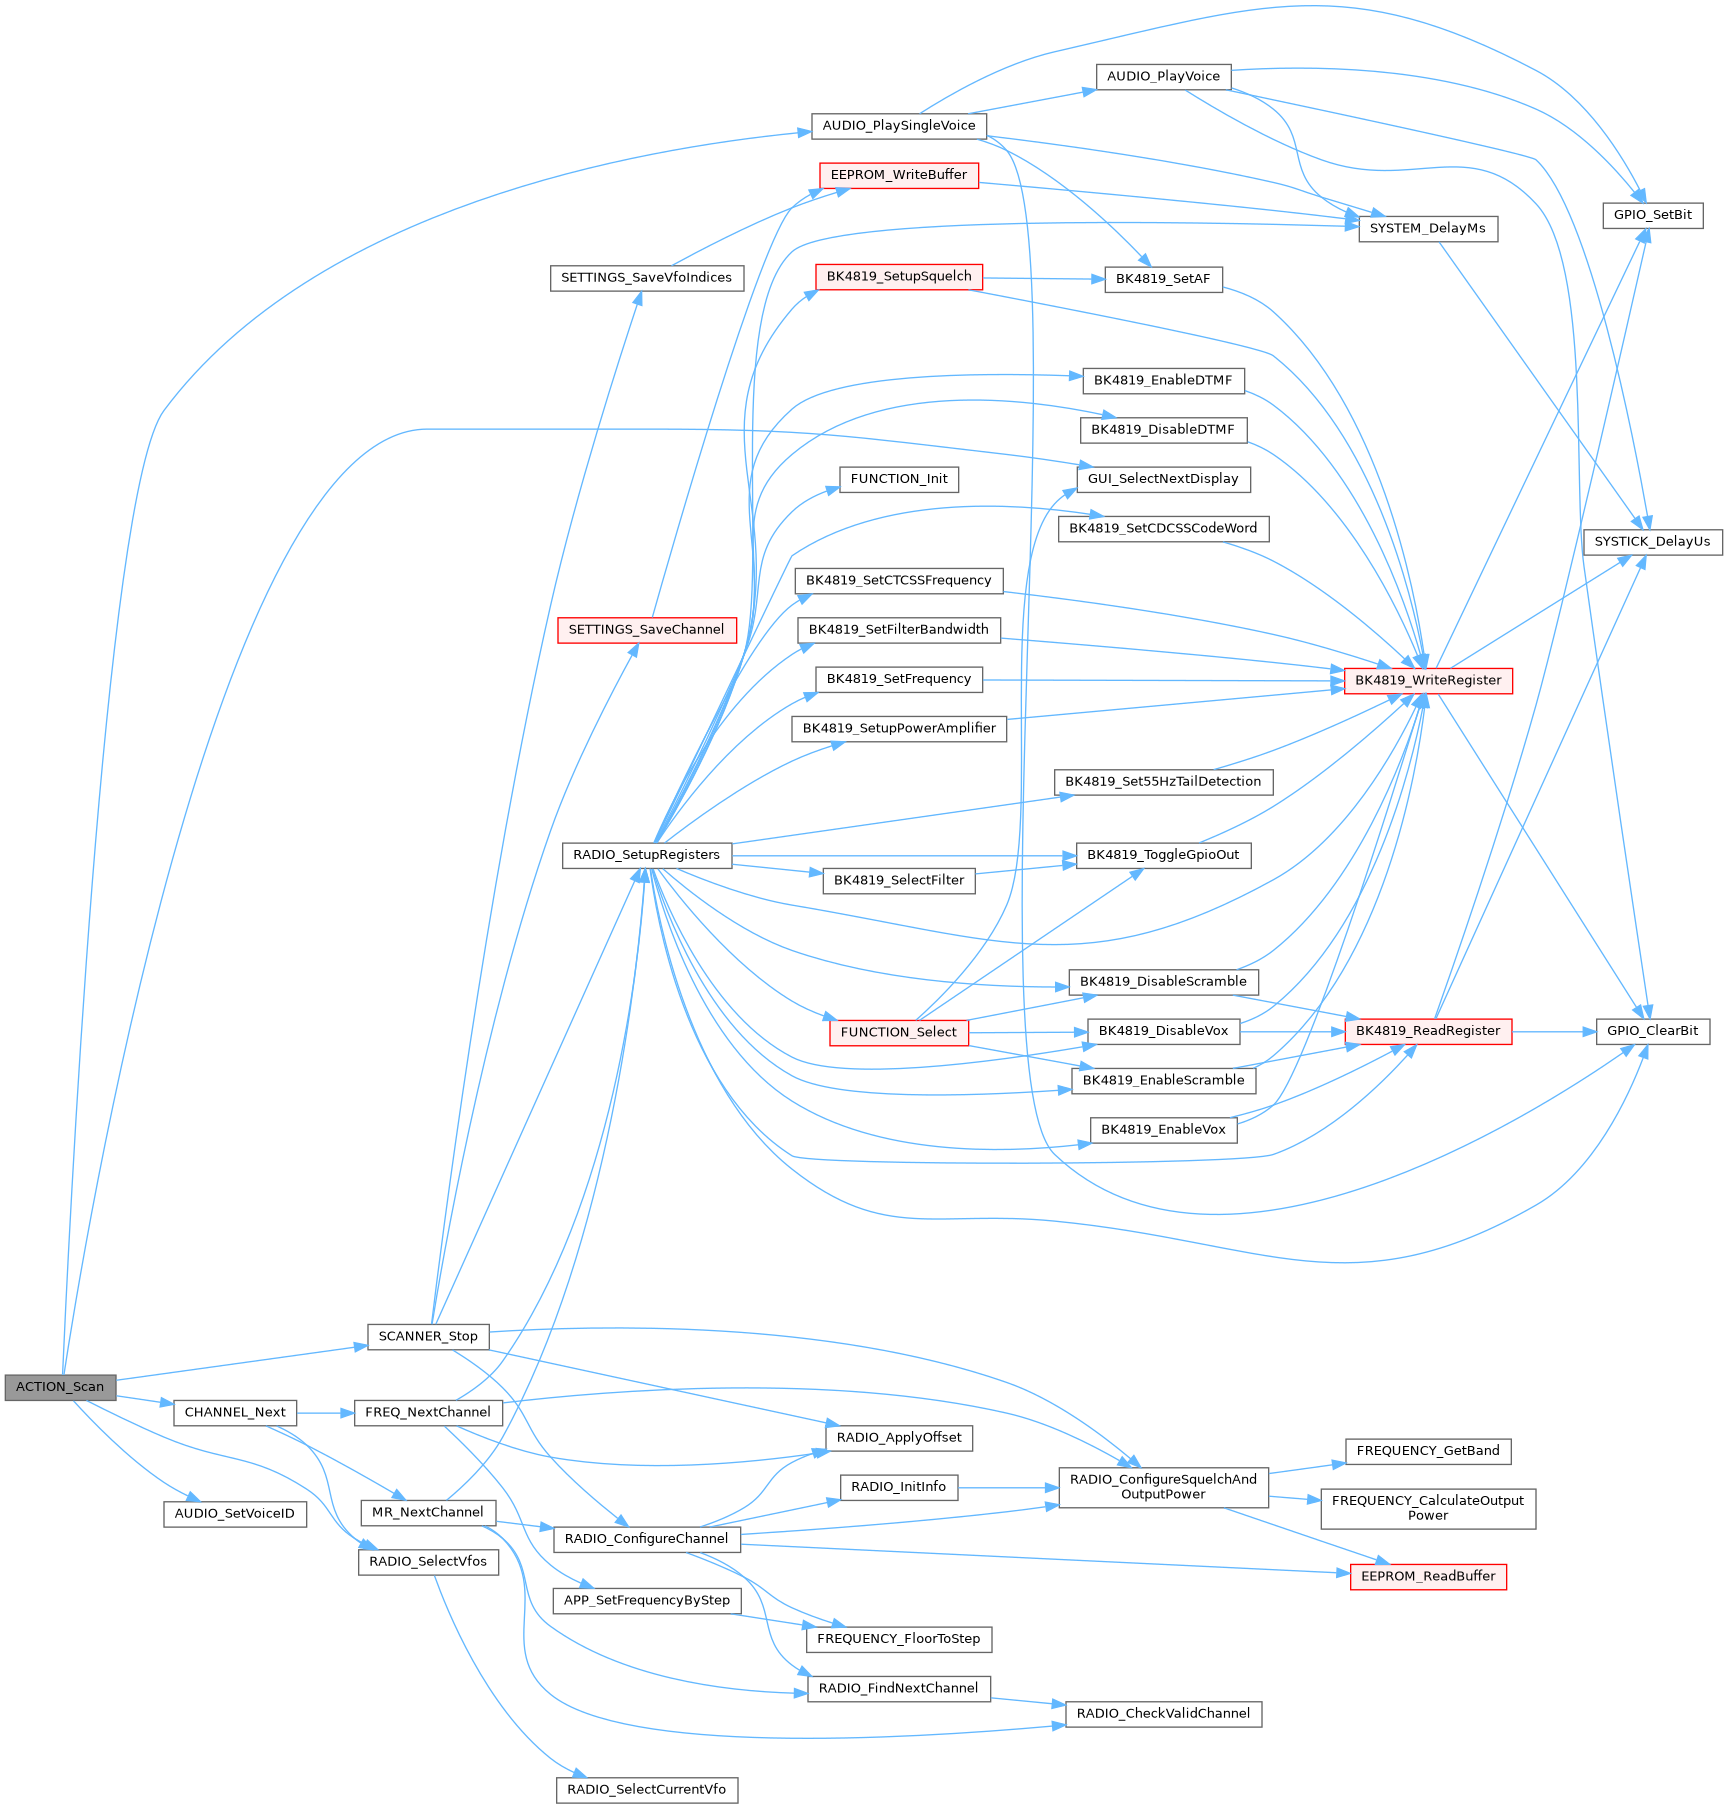 AUDIO_PlayVoice
AUDIO_PlaySingleVoice
EEPROM_WriteBuffer
GPIO_SetBit
SYSTEM_DelayMs
SETTINGS_SaveVfoIndices
BK4819_SetupSquelch
BK4819_SetAF
BK4819_EnableDTMF
BK4819_DisableDTMF
FUNCTION_Init
GUI_SelectNextDisplay
BK4819_SetCDCSSCodeWord
SYSTICK_DelayUs
BK4819_SetCTCSSFrequency
SETTINGS_SaveChannel
BK4819_SetFilterBandwidth
BK4819_SetFrequency
BK4819_WriteRegister
BK4819_SetupPowerAmplifier
BK4819_Set55HzTailDetection
RADIO_SetupRegisters
BK4819_ToggleGpioOut
BK4819_SelectFilter
BK4819_DisableScramble
FUNCTION_Select
BK4819_DisableVox
BK4819_ReadRegister
GPIO_ClearBit
BK4819_EnableScramble
BK4819_EnableVox
SCANNER_Stop
ACTION_Scan
CHANNEL_Next
FREQ_NextChannel
RADIO_ApplyOffset
FREQUENCY_GetBand
RADIO_InitInfo
RADIO_ConfigureSquelchAnd
OutputPower
FREQUENCY_CalculateOutput
Power
AUDIO_SetVoiceID
MR_NextChannel
RADIO_ConfigureChannel
RADIO_SelectVfos
EEPROM_ReadBuffer
APP_SetFrequencyByStep
FREQUENCY_FloorToStep
RADIO_FindNextChannel
RADIO_CheckValidChannel
RADIO_SelectCurrentVfo